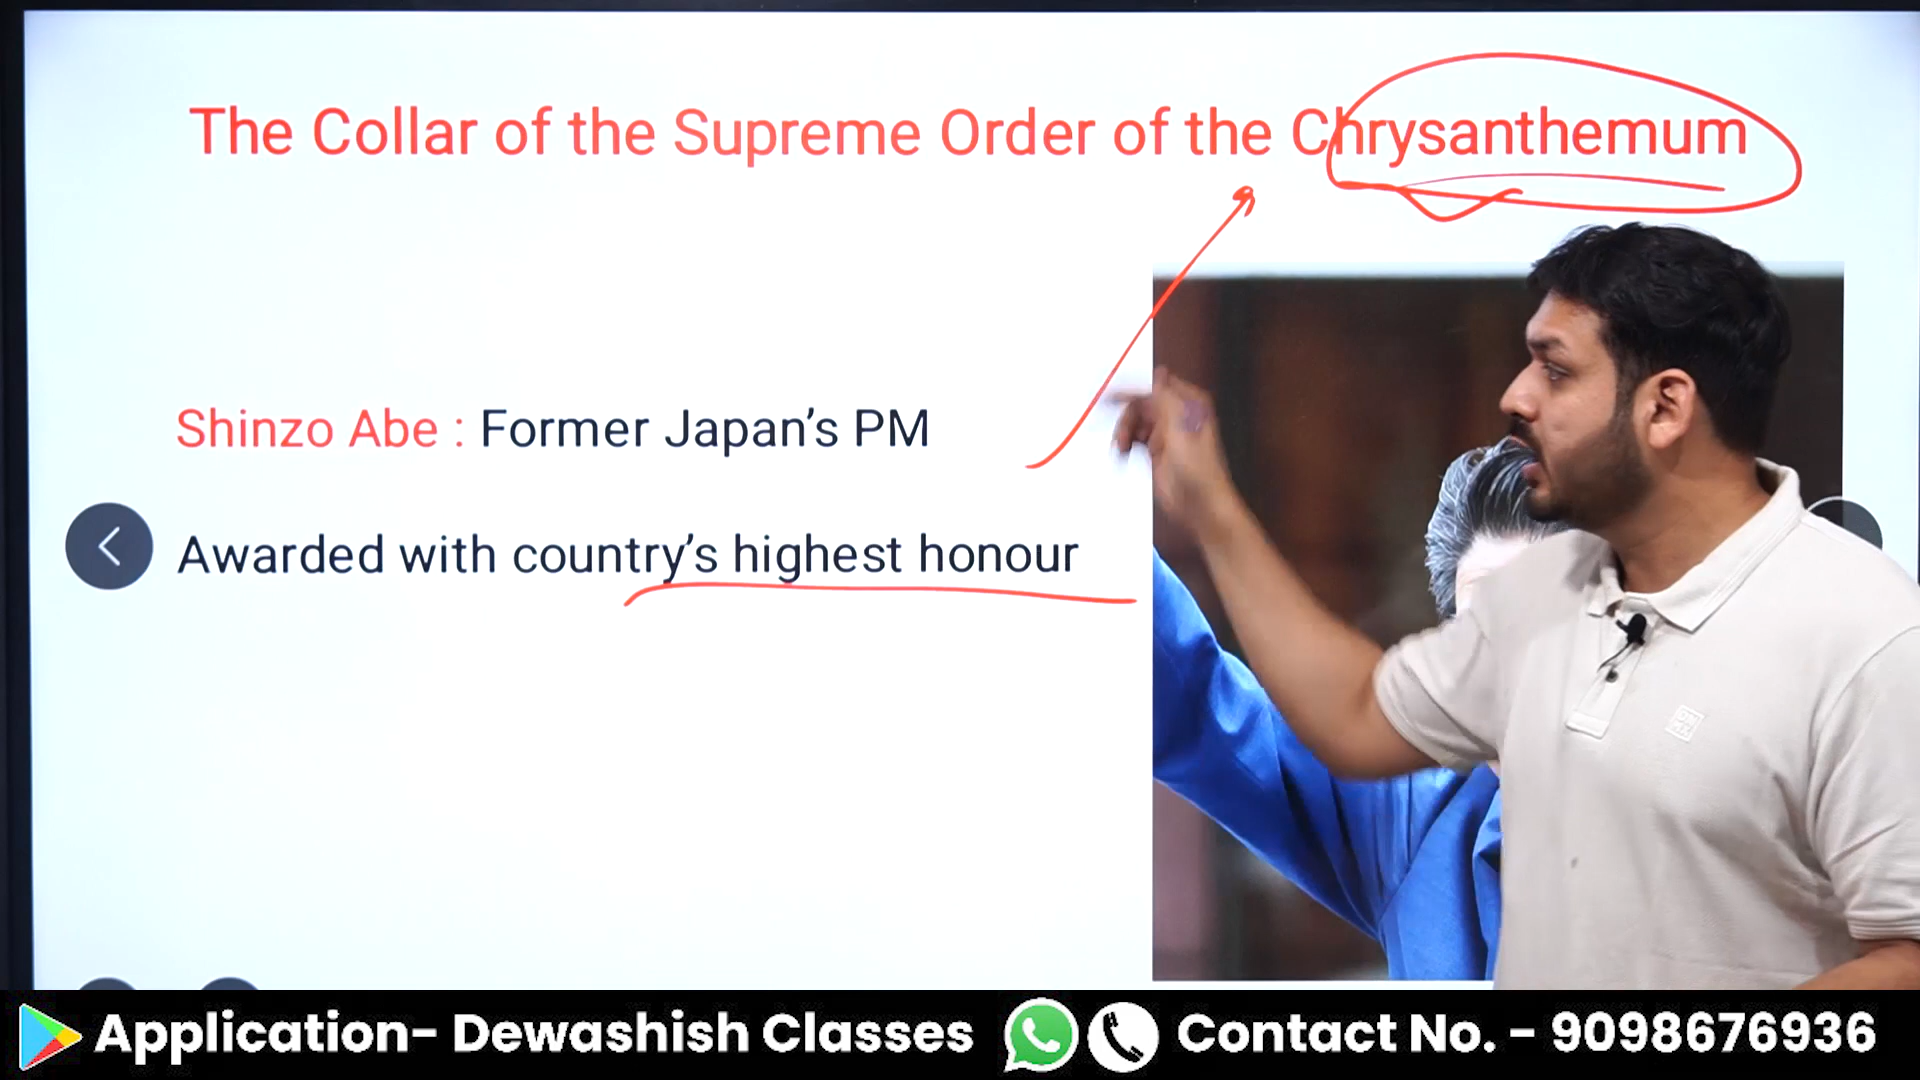 The Collar of the Supreme Order of the Chrysanthemum
Shinzo Abe : Former Japan’s PM
Awarded with country’s highest honour
Application- Dewashish Classes Contact No. - 9098676936